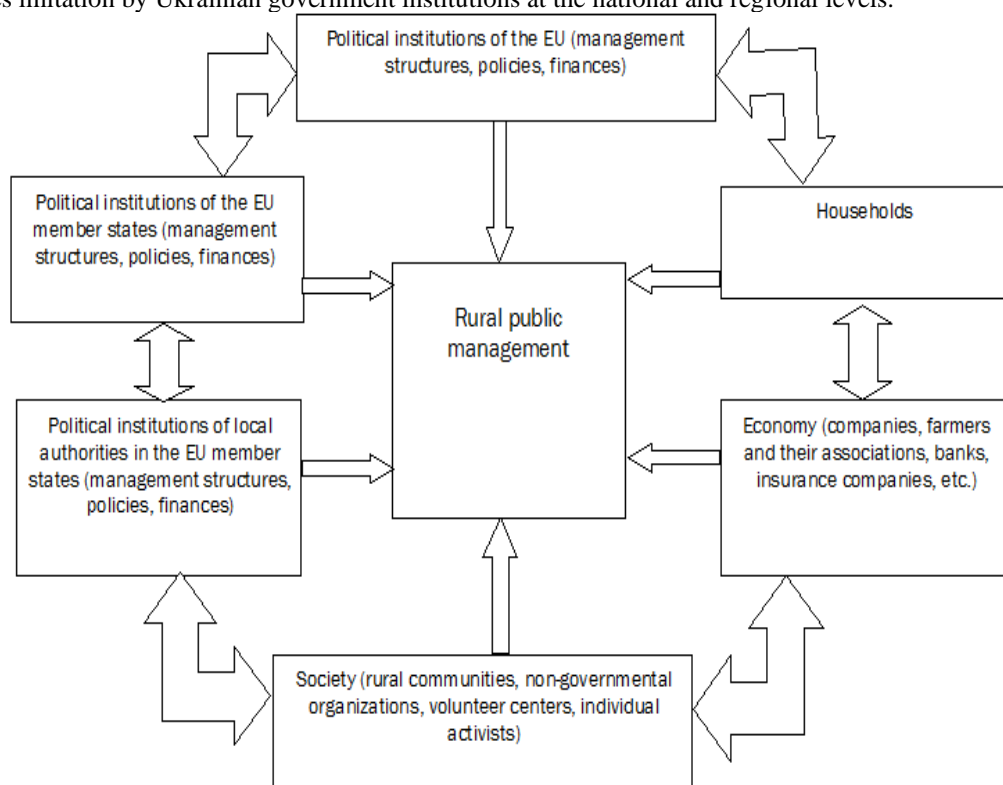 es imitation by Ukrainian government institutions at the national and regional levels.
Political institutions of the EU (management
structures, policies, finances)
Political institutions of the EU
member states (management
structures, policies, finances)
Households
Rural public
management
Political institutions of local
authorities in the EU member
states (management structures,
policies, finances)
Economy (companies, farmers
and their associations, banks,
insurance companies, etc.)
Society (rural communities, non-governmental
organizations, volunteer centers, individual
activists)